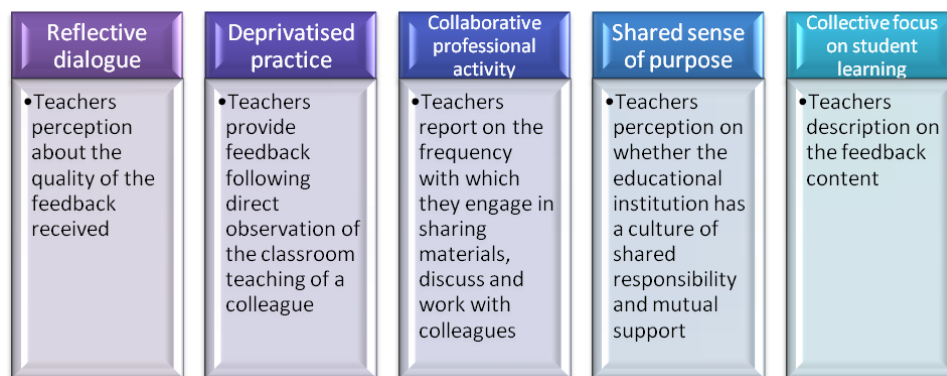 Reflective
dialogue
•Teachers
perception
about the
quality of the
feedback
received
Deprivatised
practice
•Teachers
provide
feedback
following
direct
observation of
the classroom
teaching of a
colleague
Collaborative
professional
activity
•Teachers
report on the
frequency
with which
they engage in
sharing
materials,
discuss and
work with
colleagues
Shared sense
of purpose
•Teachers
perception on
whether the
educational
institution has
a culture of
shared
responsibility
and mutual
support
Collective focus
on student
learning
•Teachers
description on
the feedback
content